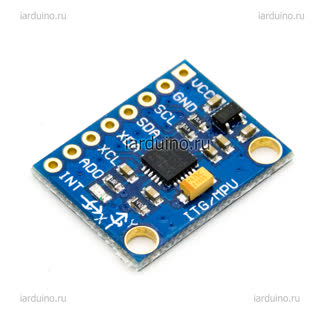 iarduino.ru
iarduino.ru
VCC
GND
SCL
SDA
XDA
XCL
ADO
INT
iarduino.ru
X
Y
ITG/MPU
iarduino.ru
iarduino.ru